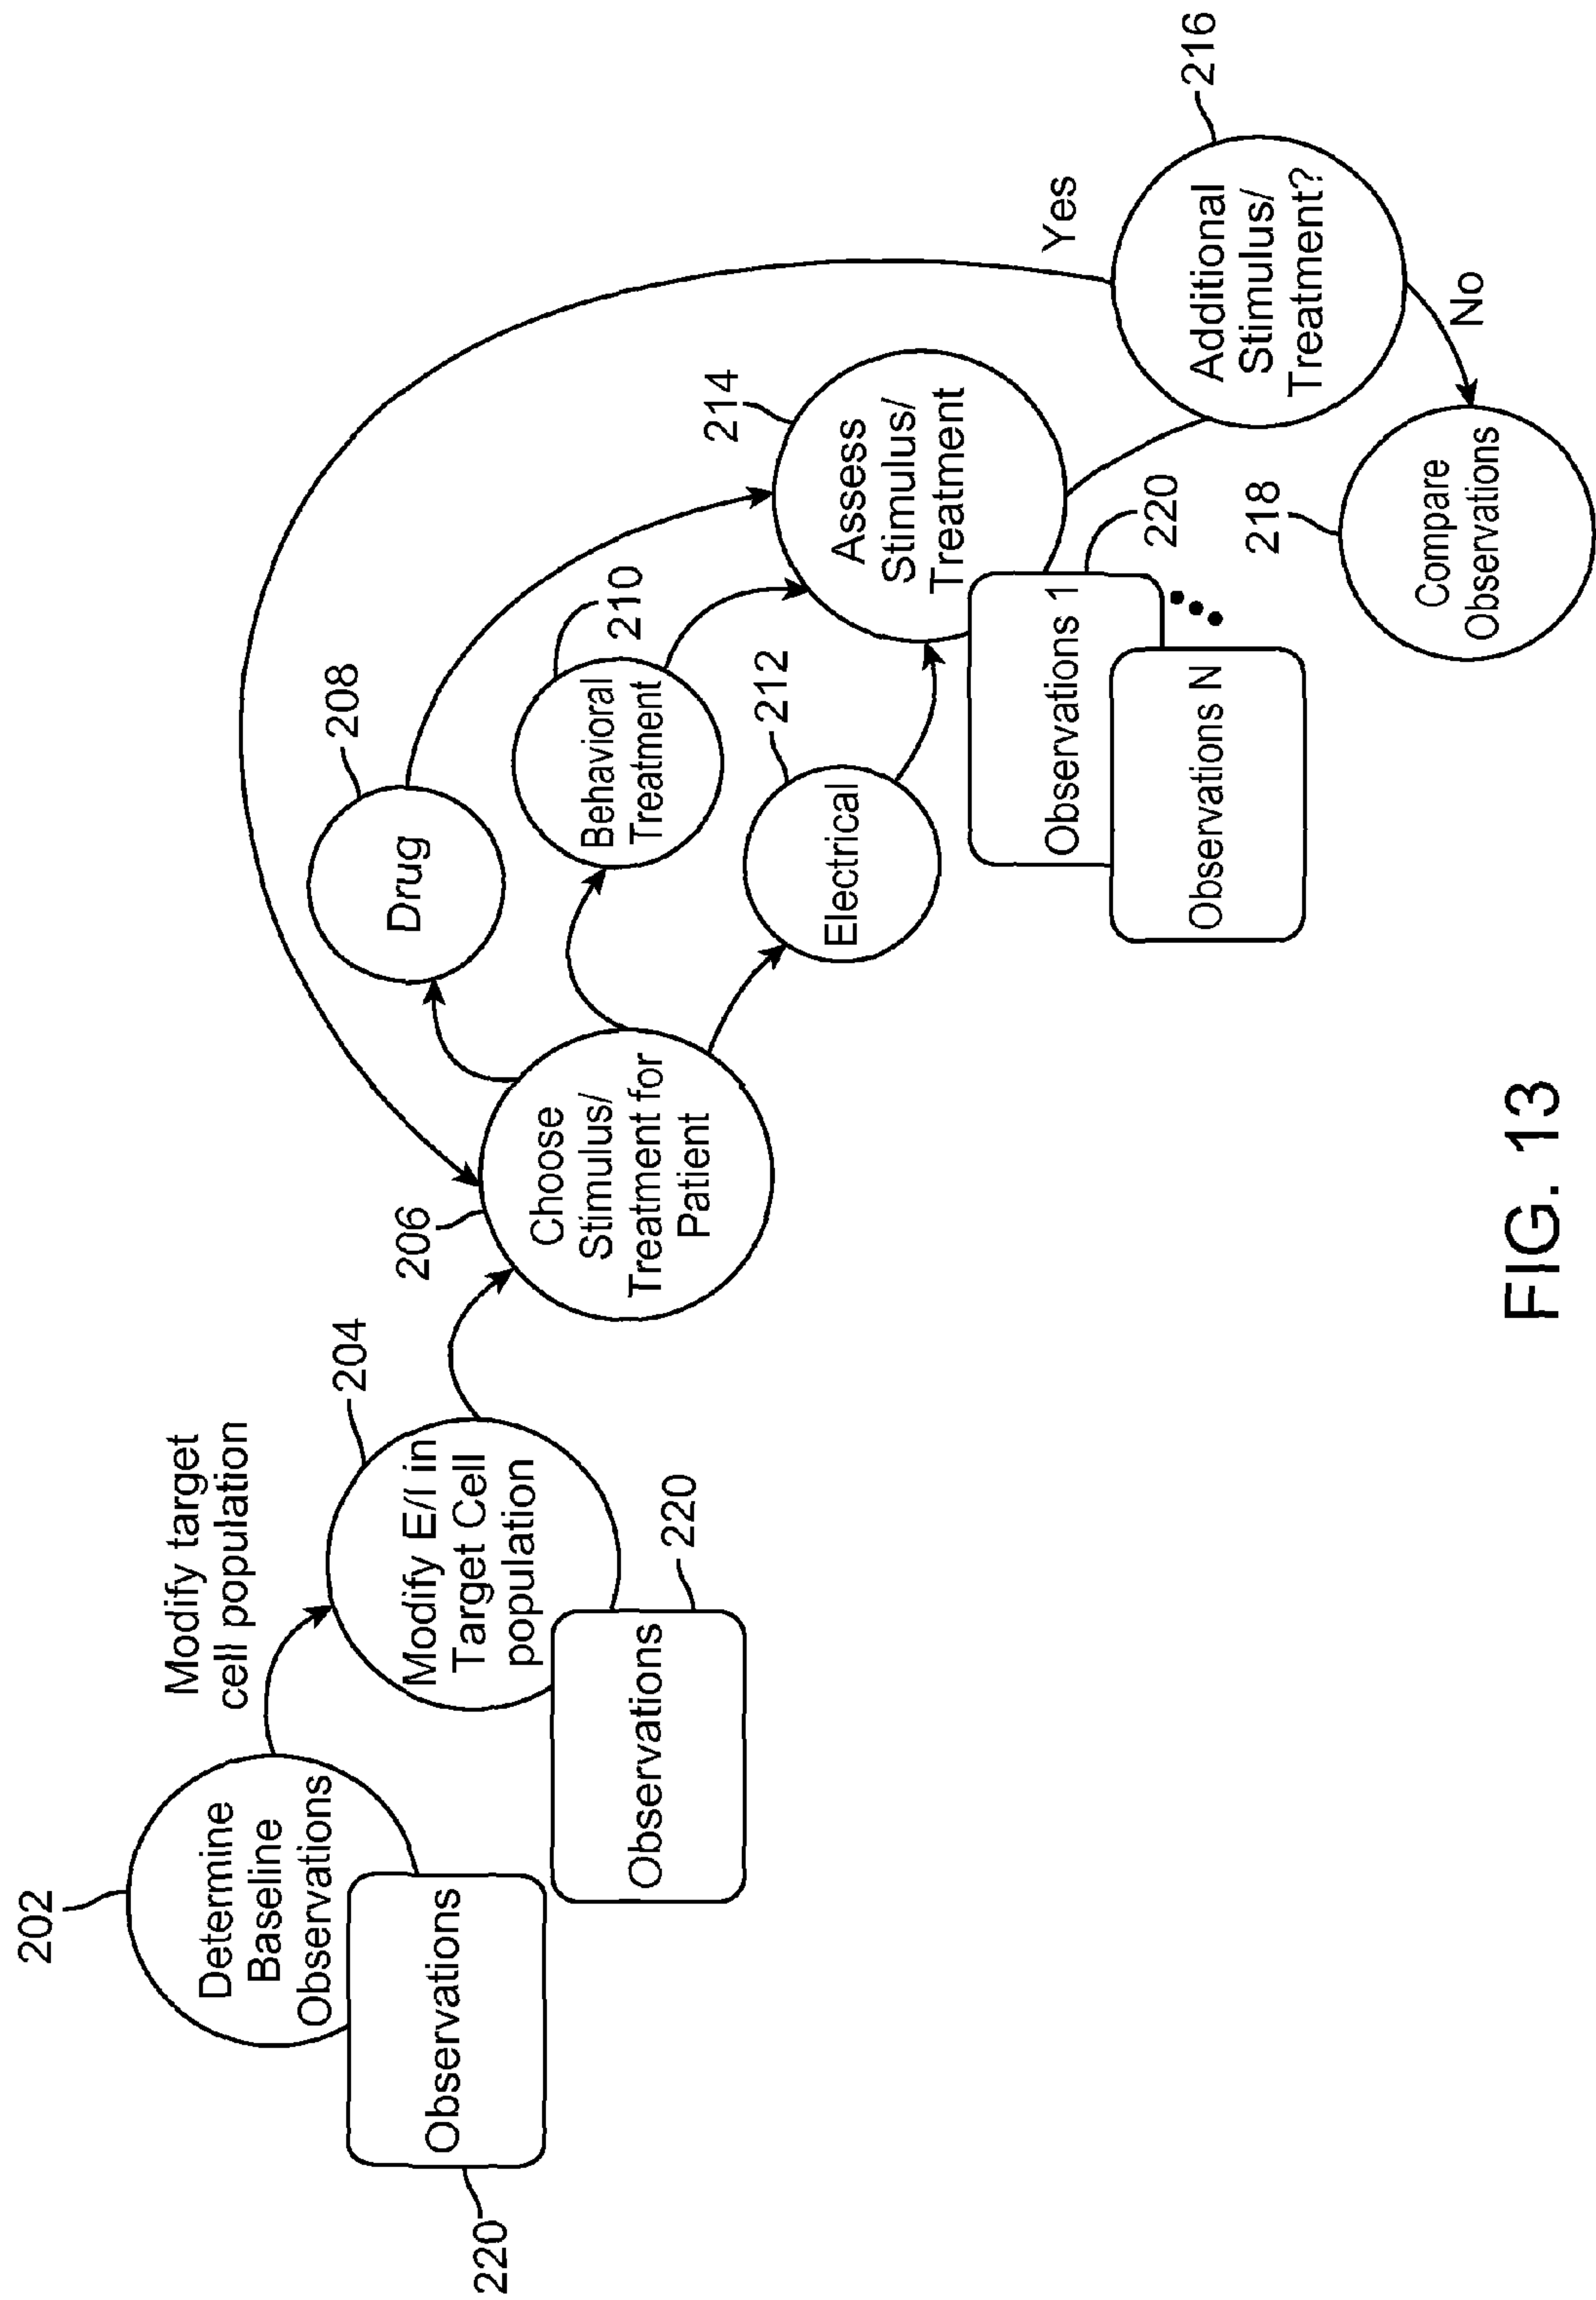 202
Determine
Baseline
Observations
Observations
220
Modify target
cell population
204
Modify E/I in
Target Cell
population
Observations
220
206
Choose
Stimulus/
Treatment for
Patient
208
Drug
210
Behavioral
Treatment
212
Electrical
214
Assess
Stimulus/
Treatment
Observations 1
220
Observations N
Yes
216
Additional
Stimulus/
Treatment?
No
218
Compare
Observations
FIG. 13